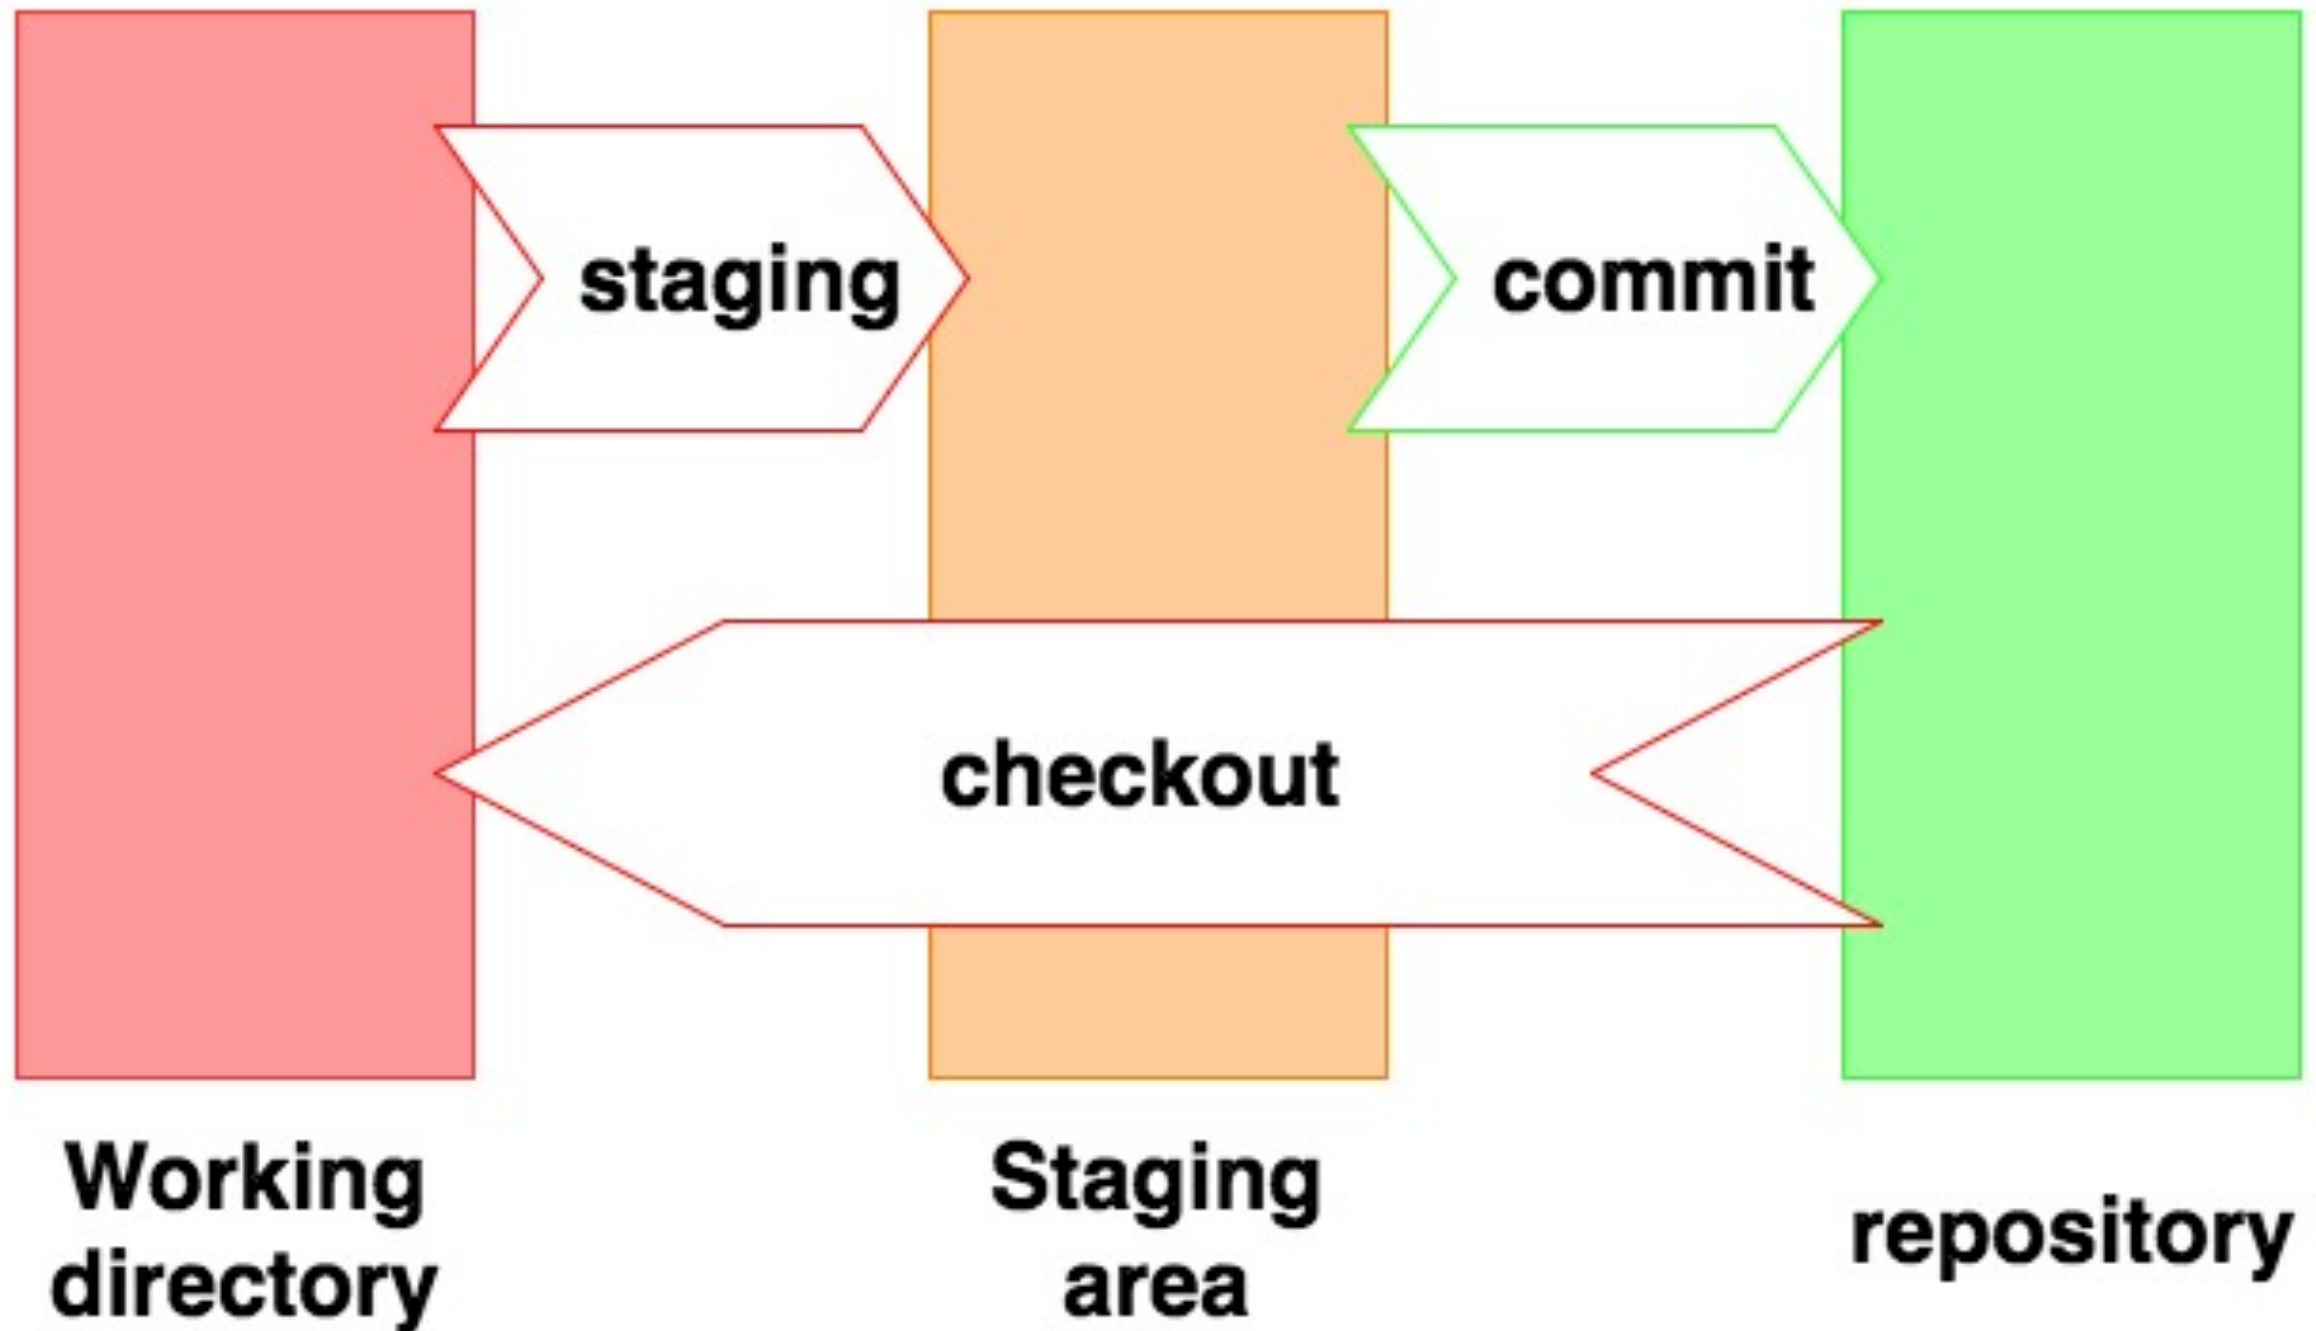 staging
commit
checkout
Working
directory
Staging
area
repository